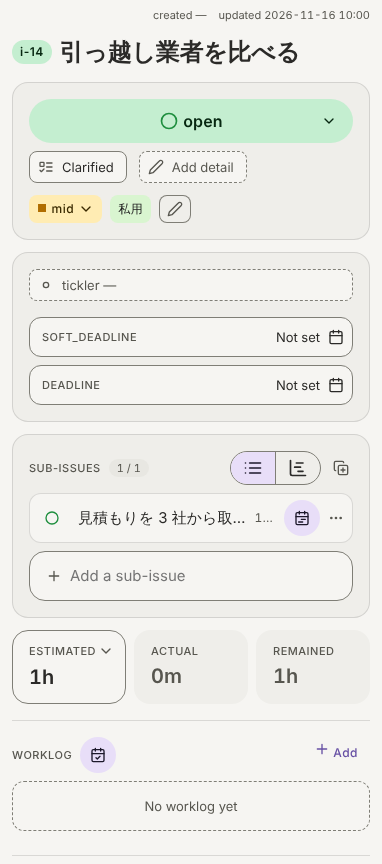 created — updated 2026-11-16 10:00
i-14 引っ越し業者を比べる
open
Clarified Add detail
mid 私用
tickler —
SOFT_DEADLINE Not set
DEADLINE Not set
SUB-ISSUES 1 / 1
見積もりを 3 社から取... 1...
Add a sub-issue
ESTIMATED ACTUAL REMAINED
1h 0m 1h
WORKLOG + Add
No worklog yet